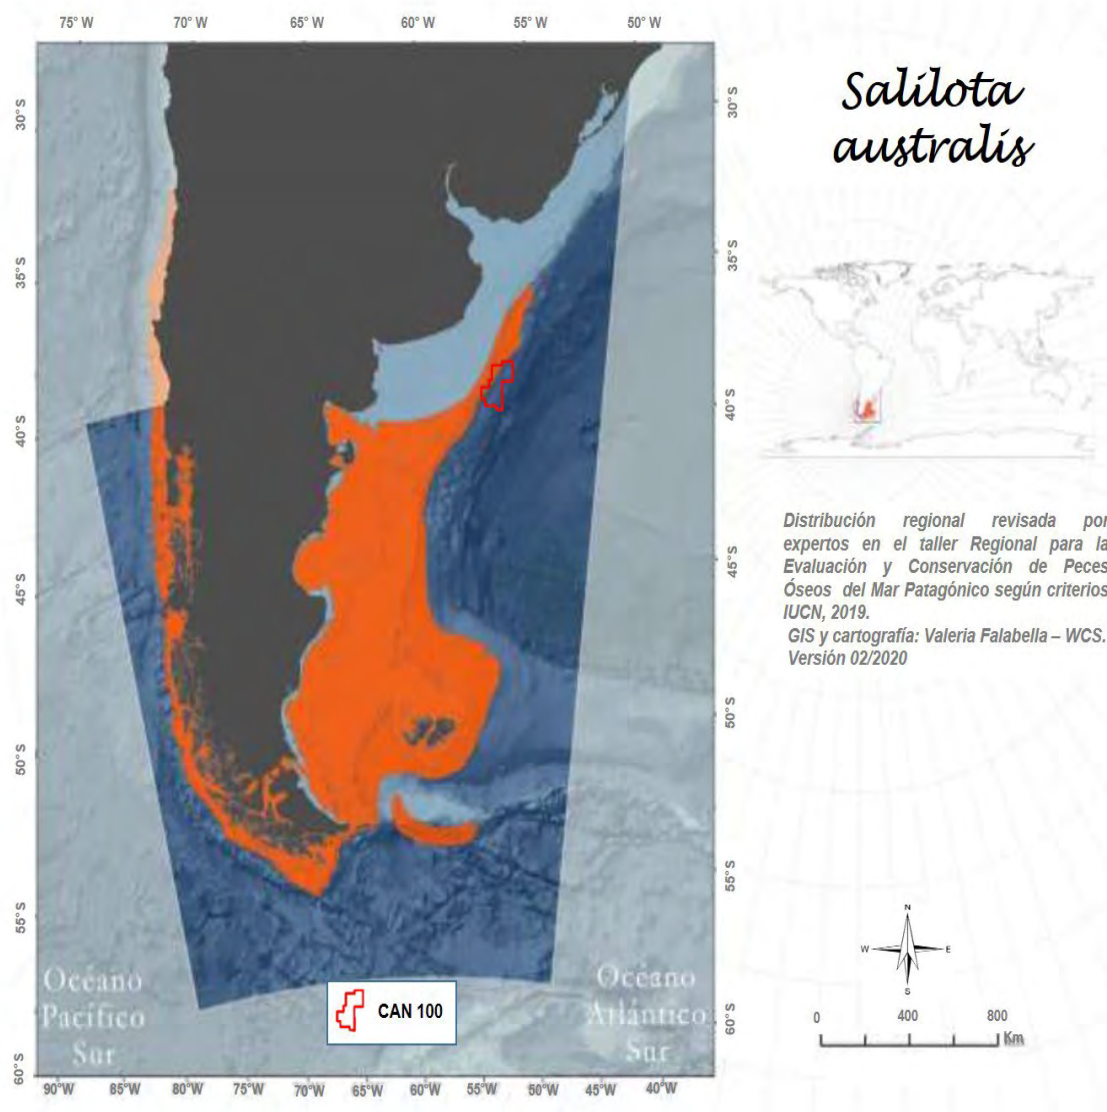 75° W 70° W 65° W 60° W 55° W 50° W
Salilota
australis
30°S 30°S
35°S 35°S
40°S 40°S
45°S 45°S
50°S 50°S
55°S 55°S
60°S 60°S
Distribución regional revisada por
expertos en el taller Regional para la
Evaluación y Conservación de Peces
Óseos del Mar Patagónico según criterios
IUCN, 2019.
GIS y cartografía: Valeria Falabella – WCS.
Versión 02/2020
N
W E
S
0 400 800
Km
Océano
Pacífico
Sur
CAN 100
Océano
Atlántico
Sur
90°W 85°W 80°W 75°W 70°W 65°W 60°W 55°W 50°W 45°W 40°W